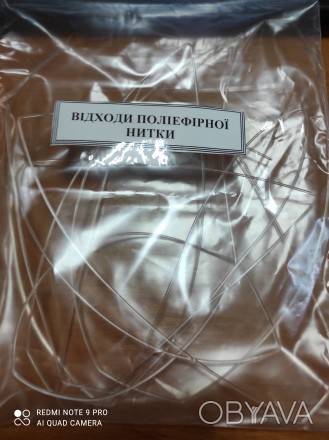 ВІДХОДИ ПОЛІЕФІРНОЇ
НИТКИ
REDMI NOTE 9 PRO
AI QUAD CAMERA
OBYAVA